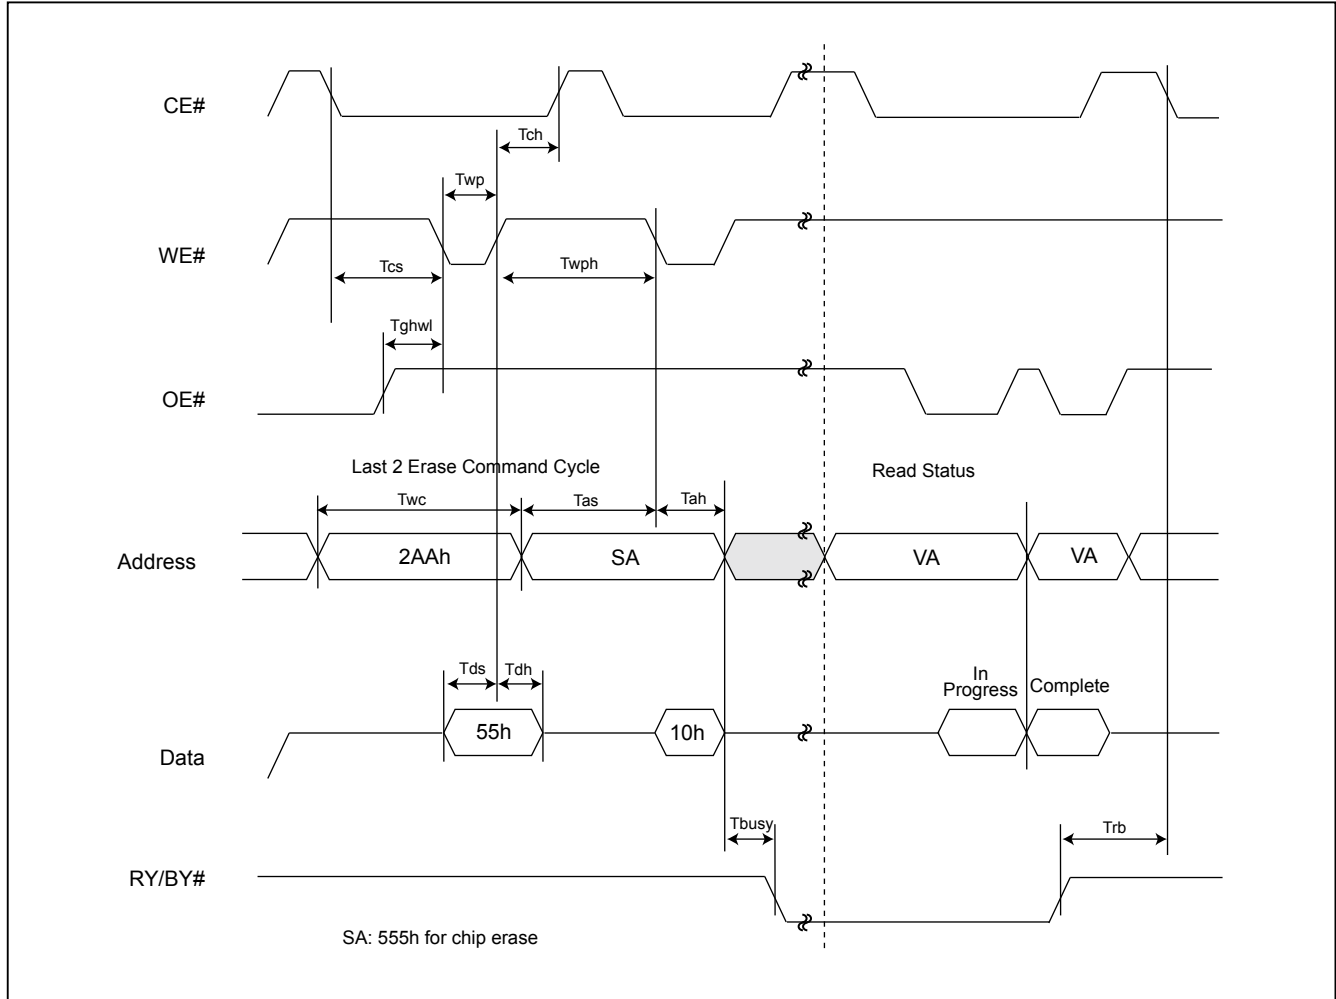 CE#
Tch
Twp
WE#
Tcs
Twph
Tghwl
OE#
Last 2 Erase Command Cycle
Read Status
Twc
Tas
Tah
Address
2AAh
SA
VA
VA
Tds
Tdh
In
Progress
Complete
55h
10h
Data
Tbusy
Trb
RY/BY#
SA: 555h for chip erase